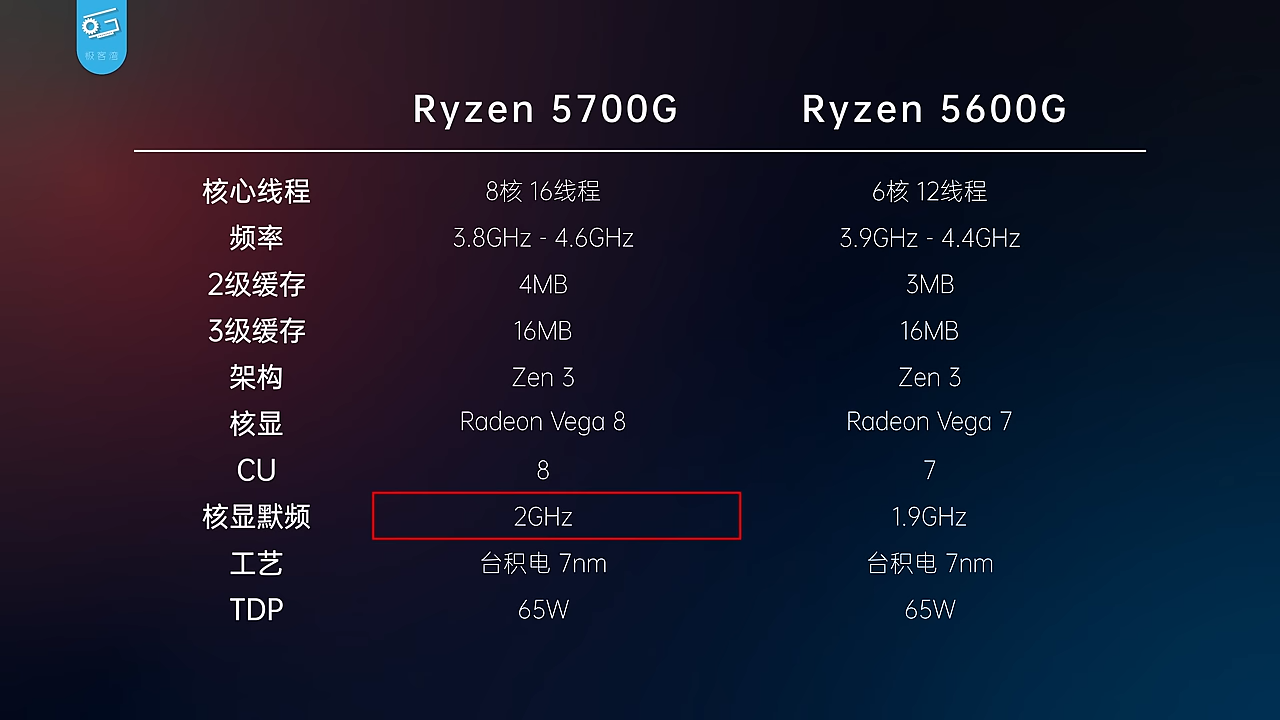 极客湾
Ryzen 5700G Ryzen 5600G
核心线程 8核 16线程 6核 12线程
频率 3.8GHz - 4.6GHz 3.9GHz - 4.4GHz
2级缓存 4MB 3MB
3级缓存 16MB 16MB
架构 Zen 3 Zen 3
核显 Radeon Vega 8 Radeon Vega 7
CU 8 7
核显默频 2GHz 1.9GHz
工艺 台积电 7nm 台积电 7nm
TDP 65W 65W